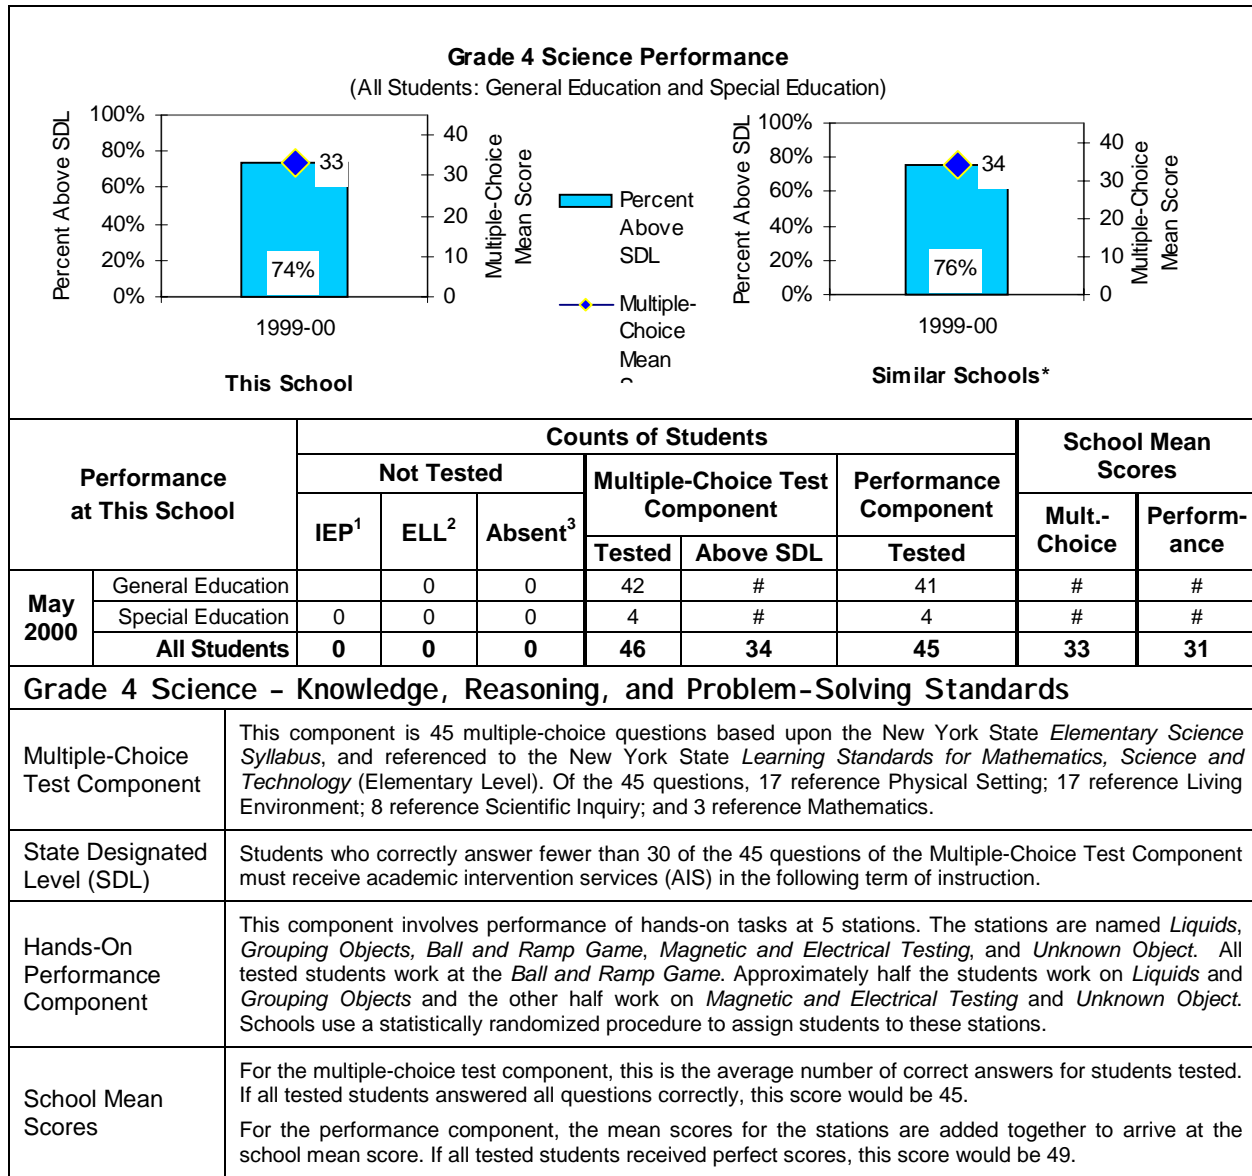 Grade 4 Science Performance
(All Students: General Education and Special Education)
Percent Above SDL
100%
80%
60%
40%
20%
0%
33
74%
40
30
20
10
0
Multiple-Choice
Mean Score
1999-00
This School
Percent
Above
SDL
Multiple-
Choice
Mean
Percent Above SDL
100%
80%
60%
40%
20%
0%
34
76%
40
30
20
10
0
Multiple-Choice
Mean Score
1999-00
Similar Schools*
Performance
at This School
Counts of Students
School Mean
Scores
Not Tested
Multiple-Choice Test
Component
Performance
Component
IEP1 ELL2 Absent3
Tested Above SDL Tested
Mult.-
Choice
Perform-
ance
May
2000
General Education 0 0 42 # 41 # #
Special Education 0 0 0 4 # 4 # #
All Students 0 0 0 46 34 45 33 31
Grade 4 Science – Knowledge, Reasoning, and Problem-Solving Standards
Multiple-Choice
Test Component
This component is 45 multiple-choice questions based upon the New York State Elementary Science
Syllabus, and referenced to the New York State Learning Standards for Mathematics, Science and
Technology (Elementary Level). Of the 45 questions, 17 reference Physical Setting; 17 reference Living
Environment; 8 reference Scientific Inquiry; and 3 reference Mathematics.
State Designated
Level (SDL)
Students who correctly answer fewer than 30 of the 45 questions of the Multiple-Choice Test Component
must receive academic intervention services (AIS) in the following term of instruction.
Hands-On
Performance
Component
This component involves performance of hands-on tasks at 5 stations. The stations are named Liquids,
Grouping Objects, Ball and Ramp Game, Magnetic and Electrical Testing, and Unknown Object. All
tested students work at the Ball and Ramp Game. Approximately half the students work on Liquids and
Grouping Objects and the other half work on Magnetic and Electrical Testing and Unknown Object.
Schools use a statistically randomized procedure to assign students to these stations.
School Mean
Scores
For the multiple-choice test component, this is the average number of correct answers for students tested.
If all tested students answered all questions correctly, this score would be 45.
For the performance component, the mean scores for the stations are added together to arrive at the
school mean score. If all tested students received perfect scores, this score would be 49.